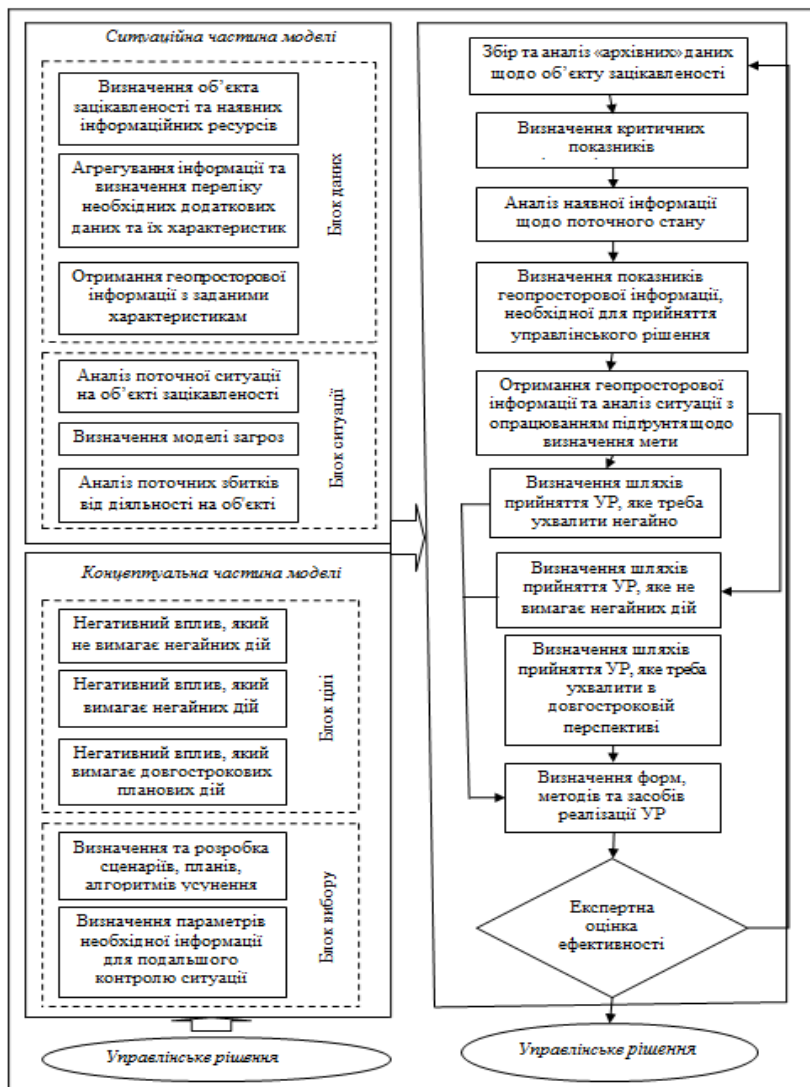 Ситуаційна частина моделі
Визначення об’єкта
зацікавленості та наявних
інформаційних ресурсів
Агрегування інформації та
визначення переліку
необхідних додаткових
даних та їх характеристик
Отримання геопросторової
інформації з заданими
характеристикам
Блок даних
Аналіз поточної ситуації
на об’єкті зацікавленості
Визначення моделі загроз
Аналіз поточних збитків
від діяльності на об'єкті
Блок ситуації
Концептуальна частина моделі
Негативний вплив, який
не вимагає негайних дій
Негативний вплив, який
вимагає негайних дій
Негативний вплив, який
вимагає довгострокових
планових дій
Блок цілі
Визначення та розробка
сценаріїв, планів,
алгоритмів усунення
Визначення параметрів
необхідної інформації
для подальшого
контролю ситуації
Блок вибору
Управлінське рішення
Збір та аналіз «архівних» даних
щодо об’єкту зацікавленості
Визначення критичних
показників
Аналіз наявної інформації
щодо поточного стану
Визначення показників
геопросторової інформації,
необхідної для прийняття
управлінського рішення
Отримання геопросторової
інформації та аналіз ситуації з
опрацюванням підґрунтя щодо
визначення мети
Визначення шляхів
прийняття УР, яке треба
ухвалити негайно
Визначення шляхів
прийняття УР, яке не
вимагає негайних дій
Визначення шляхів
прийняття УР, яке треба
ухвалити в
довгостроковій
перспективі
Визначення форм,
методів та засобів
реалізації УР
Експертна
оцінка
ефективності
Управлінське рішення